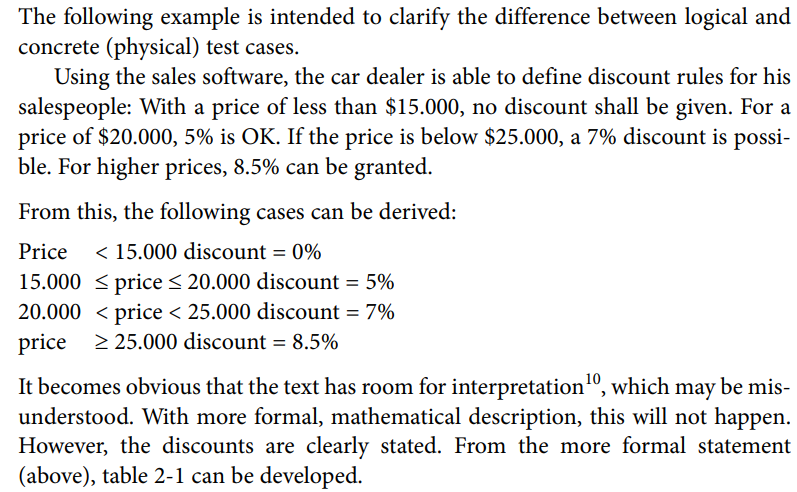 The following example is intended to clarify the difference between logical and
concrete (physical) test cases.
Using the sales software, the car dealer is able to define discount rules for his
salespeople: With a price of less than $15.000, no discount shall be given. For a
price of $20.000, 5% is OK. If the price is below $25.000, a 7% discount is possi-
ble. For higher prices, 8.5% can be granted.
From this, the following cases can be derived:
Price < 15.000 discount = 0%
15.000 ≤ price ≤ 20.000 discount = 5%
20.000 < price < 25.000 discount = 7%
price ≥ 25.000 discount = 8.5%
It becomes obvious that the text has room for interpretation¹⁰, which may be mis-
understood. With more formal, mathematical description, this will not happen.
However, the discounts are clearly stated. From the more formal statement
(above), table 2-1 can be developed.